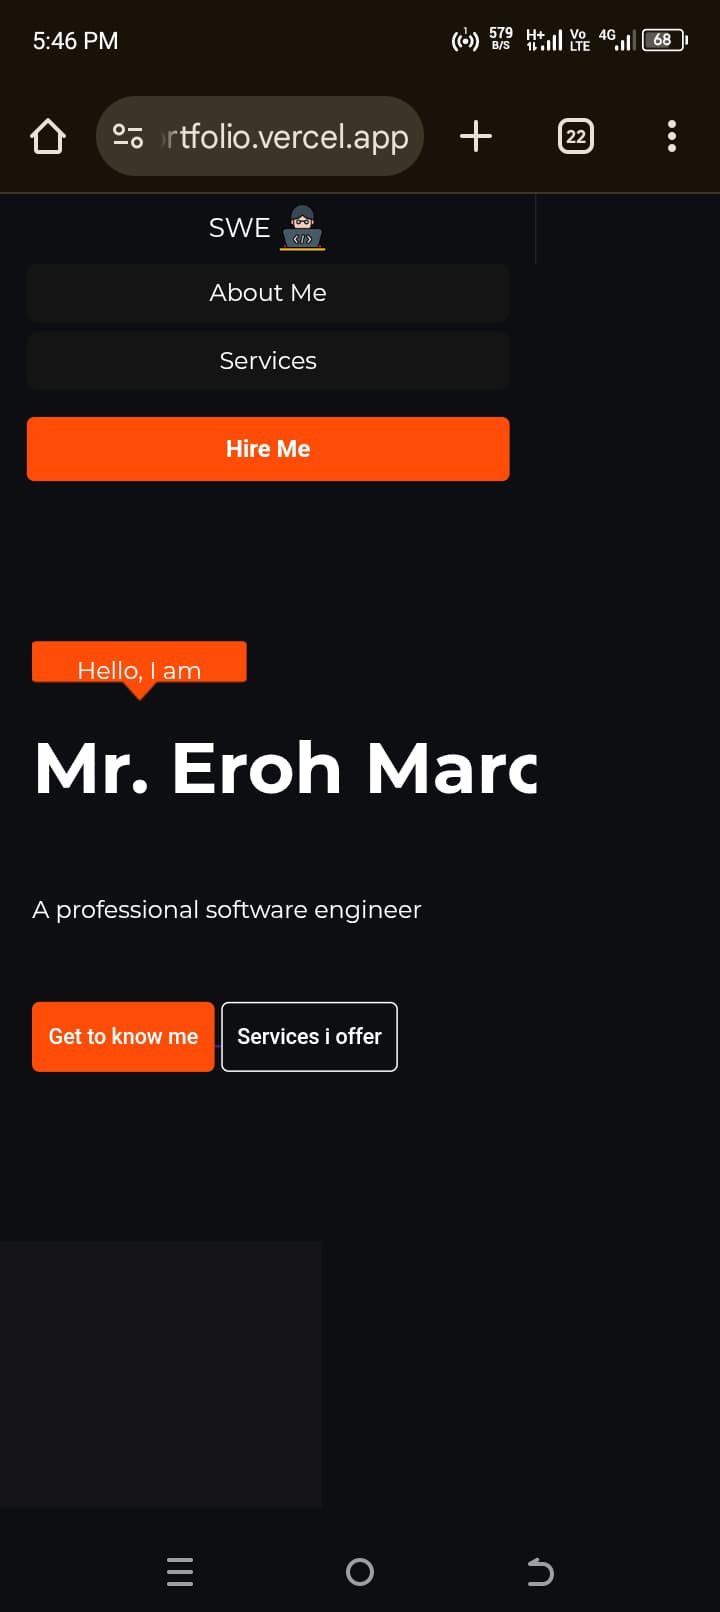 5:46 PM
1
579 B/S
H+
Vo LTE
4G
68
rtfolio.vercel.app
22
SWE
</>
About Me
Services
Hire Me
Hello, I am
Mr. Eroh Marc
A professional software engineer
Get to know me
Services i offer